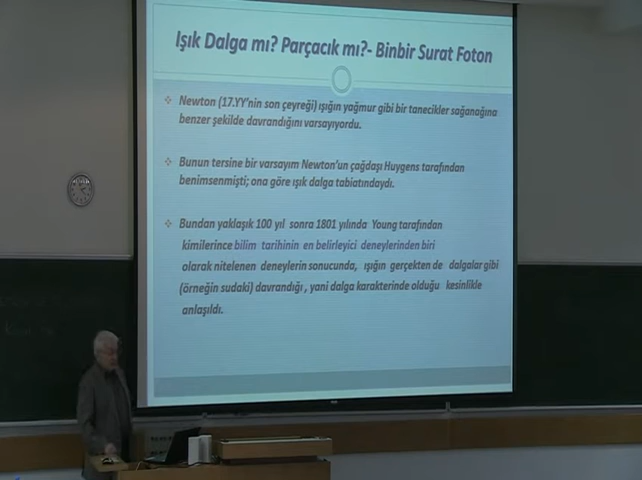 Işık Dalga mı? Parçacık mı?- Binbir Surat Foton
Newton (17.YY'nin son çeyreği) ışığın yağmur gibi bir tanecikler sağanağına
benzer şekilde davrandığını varsayıyordu.
Bunun tersine bir varsayım Newton'un çağdaşı Huygens tarafından
benimsenmişti; ona göre ışık dalga tabiatındaydı.
Bundan yaklaşık 100 yıl sonra 1801 yılında Young tarafından
kimilerince bilim tarihinin en belirleyici deneylerinden biri
olarak nitelenen deneylerin sonucunda, ışığın gerçekten de dalgalar gibi
(örneğin sudaki) davrandığı , yani dalga karakterinde olduğu kesinlikle
anlaşıldı.